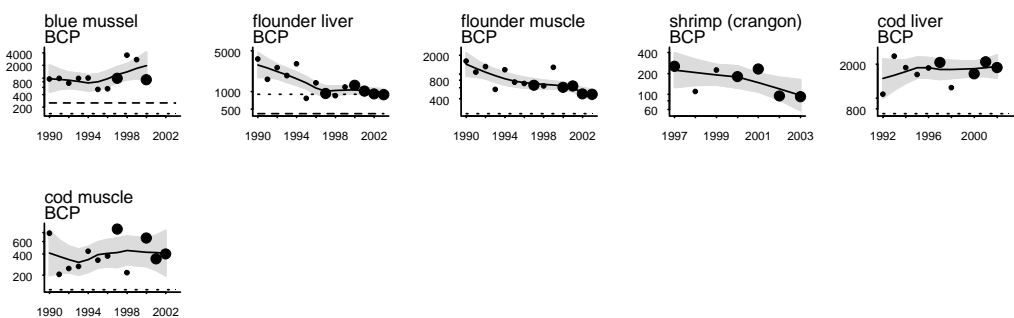 blue mussel
BCP
4000
2000
800
400
200
1990 1994 1998 2002
flounder liver
BCP
5000
1000
500
1990 1994 1998 2002
flounder muscle
BCP
2000
800
400
1990 1994 1998 2002
shrimp (crangon)
BCP
400
200
100
60
1997 1999 2001 2003
cod liver
BCP
2000
800
1992 1996 2000
cod muscle
BCP
600
400
200
1990 1994 1998 2002